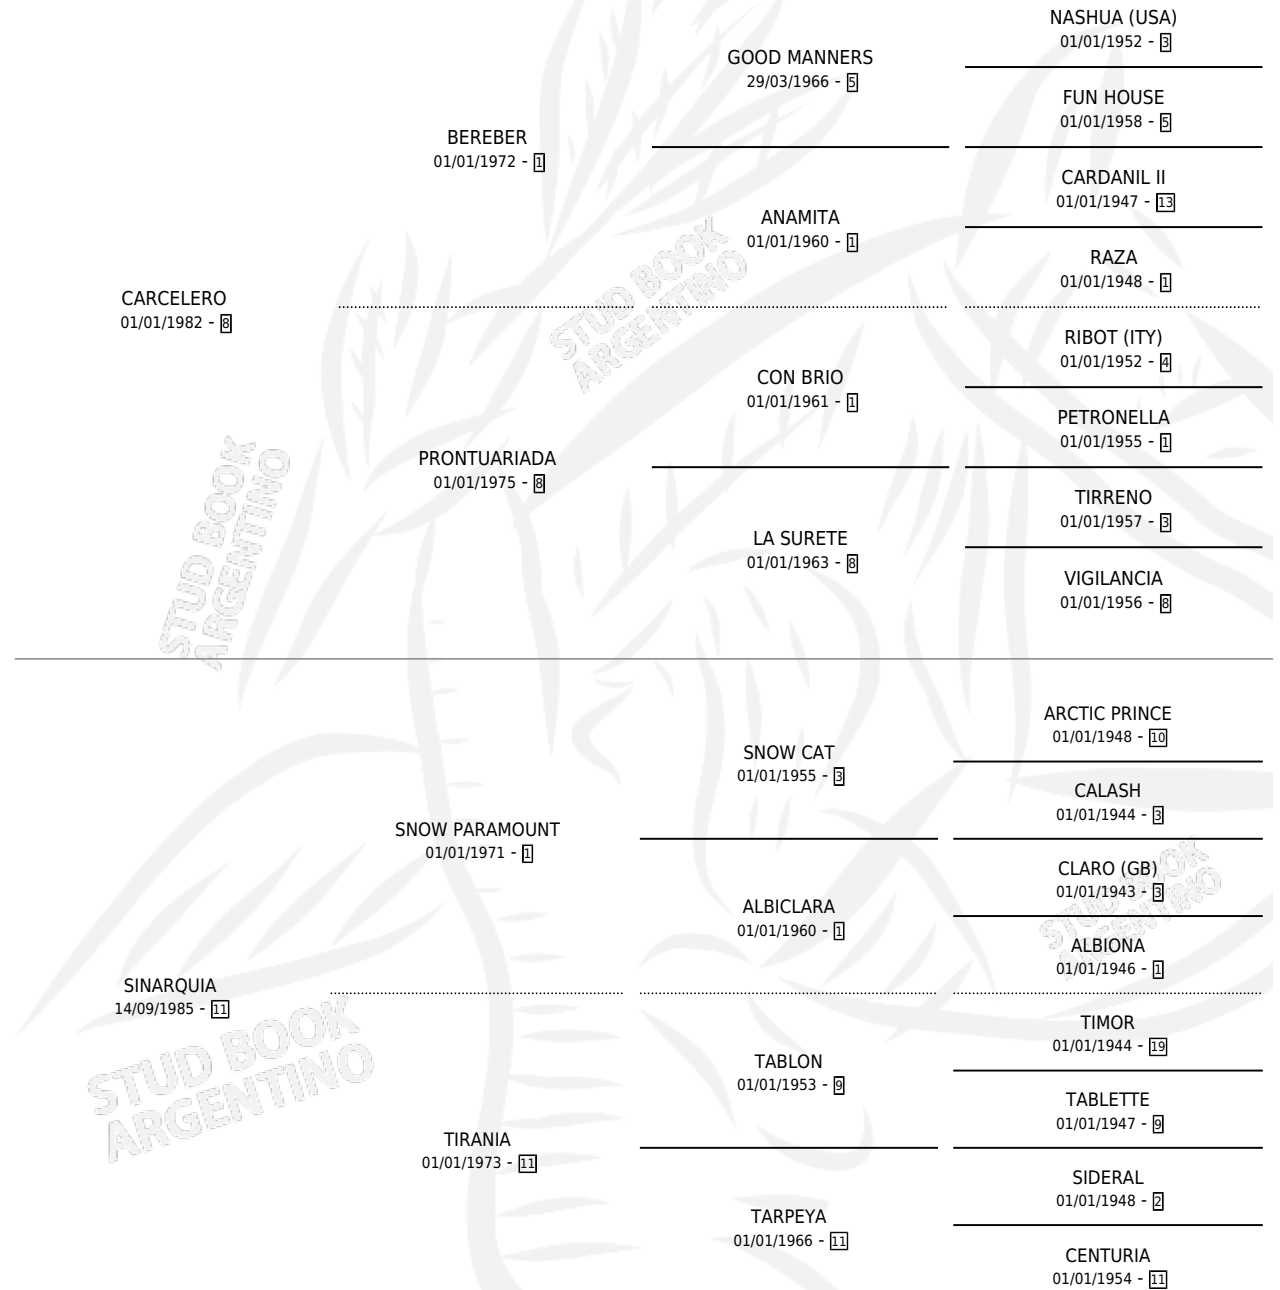 NASHUA (USA)
01/01/1952 - 3
GOOD MANNERS
29/03/1966 - 5
FUN HOUSE
01/01/1958 - 5
BEREBER
01/01/1972 - 1
CARDANIL II
01/01/1947 - 13
ANAMITA
01/01/1960 - 1
RAZA
01/01/1948 - 1
CARCELERO
01/01/1982 - 8
RIBOT (ITY)
01/01/1952 - 4
CON BRIO
01/01/1961 - 1
PETRONELLA
01/01/1955 - 1
PRONTUARIADA
01/01/1975 - 8
TIRRENO
01/01/1957 - 3
LA SURETE
01/01/1963 - 8
VIGILANCIA
01/01/1956 - 8
ARCTIC PRINCE
01/01/1948 - 10
SNOW CAT
01/01/1955 - 3
CALASH
01/01/1944 - 3
SNOW PARAMOUNT
01/01/1971 - 1
CLARO (GB)
01/01/1943 - 3
ALBICLARA
01/01/1960 - 1
ALBIONA
01/01/1946 - 1
SINARQUIA
14/09/1985 - 11
TIMOR
01/01/1944 - 19
TABLON
01/01/1953 - 9
TABLETTE
01/01/1947 - 9
TIRANIA
01/01/1973 - 11
SIDERAL
01/01/1948 - 2
TARPEYA
01/01/1966 - 11
CENTURIA
01/01/1954 - 11
STUD BOOK
ARGENTINO
STUD BOOK
ARGENTINO
STUD BOOK
ARGENTINO
STUD BOOK
ARGENTINO